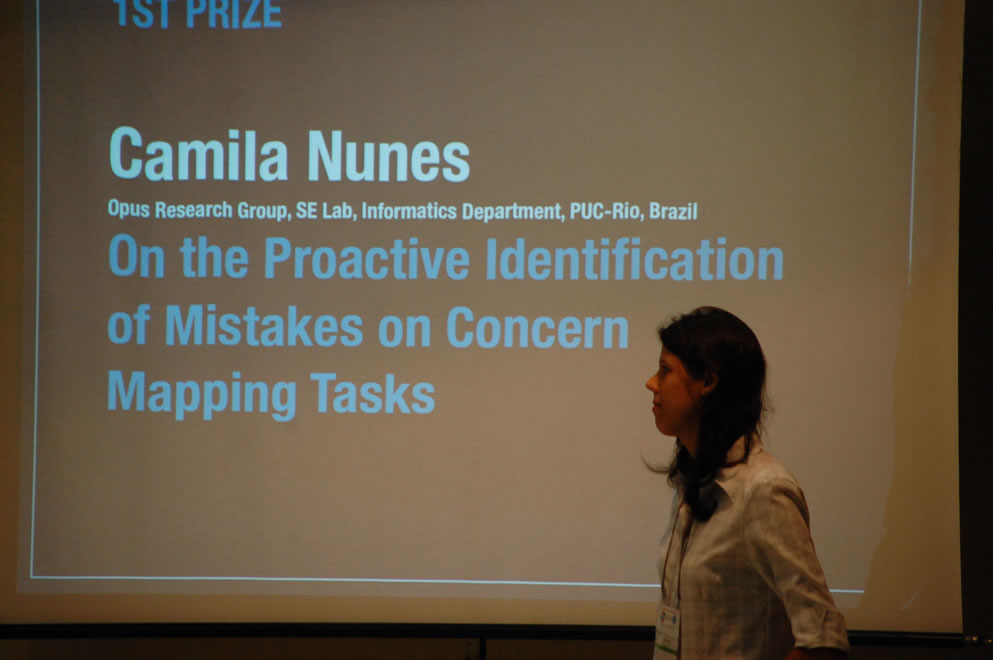 1ST PRIZE
Camila Nunes
Opus Research Group, SE Lab, Informatics Department, PUC-Rio, Brazil
On the Proactive Identification
of Mistakes on Concern
Mapping Tasks